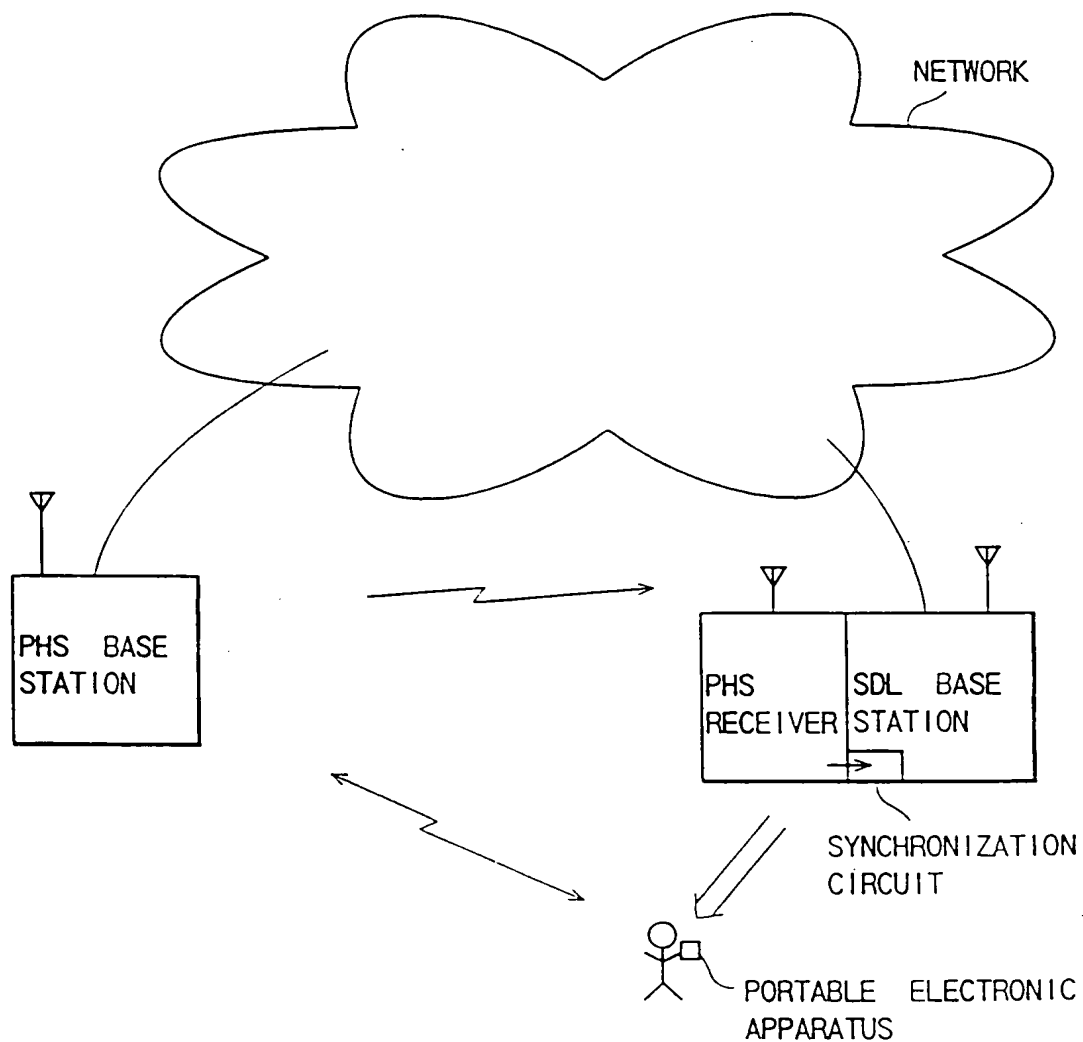 NETWORK
PHS BASE
STATION
PHS
RECEIVER
SDL BASE
STATION
SYNCHRONIZATION
CIRCUIT
PORTABLE ELECTRONIC
APPARATUS